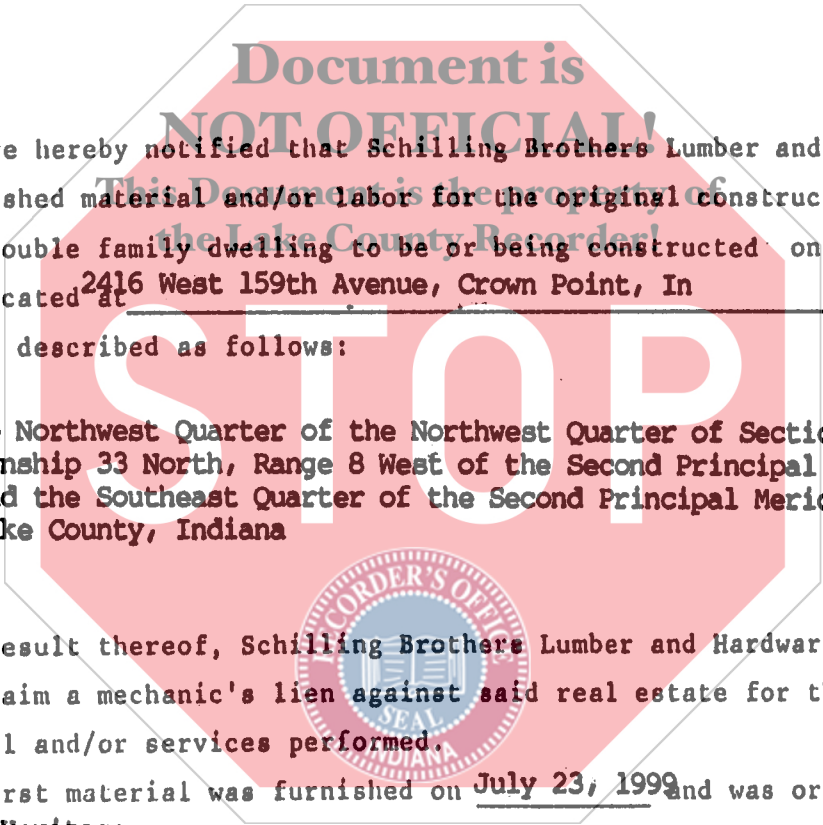 Document is
NOT OFFICIAL!
e hereby notified that Schilling Brothers Lumber and
This Document is the property of
shed material and/or labor for the original construc
the Lake County Recorder!
ouble family dwelling to be or being constructed on
cated at 2416 West 159th Avenue, Crown Point, In
described as follows:
STOP
Northwest Quarter of the Northwest Quarter of Sectio
nship 33 North, Range 8 West of the Second Principal
d the Southeast Quarter of the Second Principal Meric
ke County, Indiana
RECORDER'S OFFICE
esult thereof, Schilling Brothers Lumber and Hardwar
aim a mechanic's lien against said real estate for t
SEAL
l and/or services performed.
INDIANA
rst material was furnished on July 23, 1999 and was or